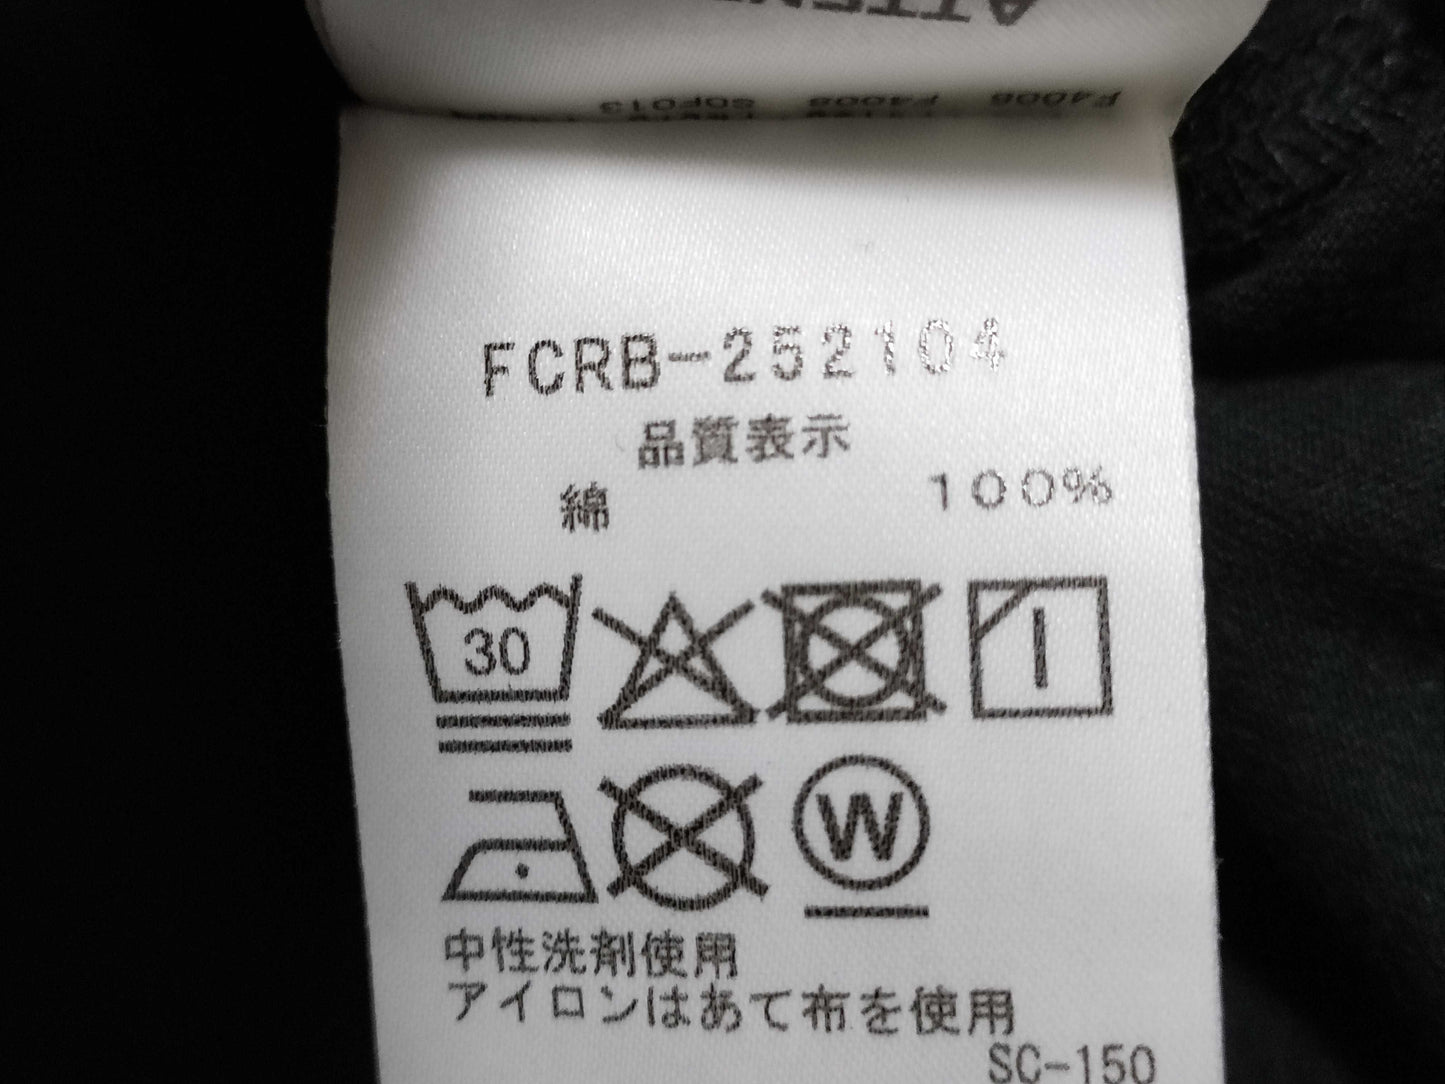 FCRB-252104
品質表示
綿 100%
30
W
中性洗剤使用
アイロンはあて布を使用
SC-150